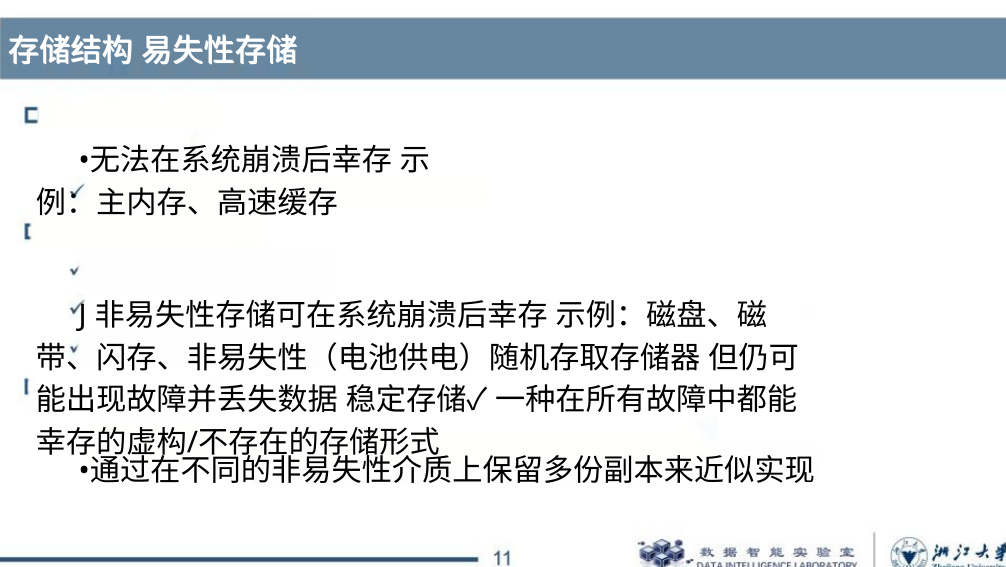 存储结构 易失性存储
•无法在系统崩溃后幸存 示
例：主内存、高速缓存
✓J 非易失性存储可在系统崩溃后幸存 示例：磁盘、磁
带、闪存、非易失性（电池供电）随机存取存储器 但仍可
能出现故障并丢失数据 稳定存储✓ 一种在所有故障中都能
幸存的虚构/不存在的存储形式
•通过在不同的非易失性介质上保留多份副本来近似实现
11
数据智能实验室
DATA INTELLIGENCE LABORATORY
浙江大学
Zhejiang University